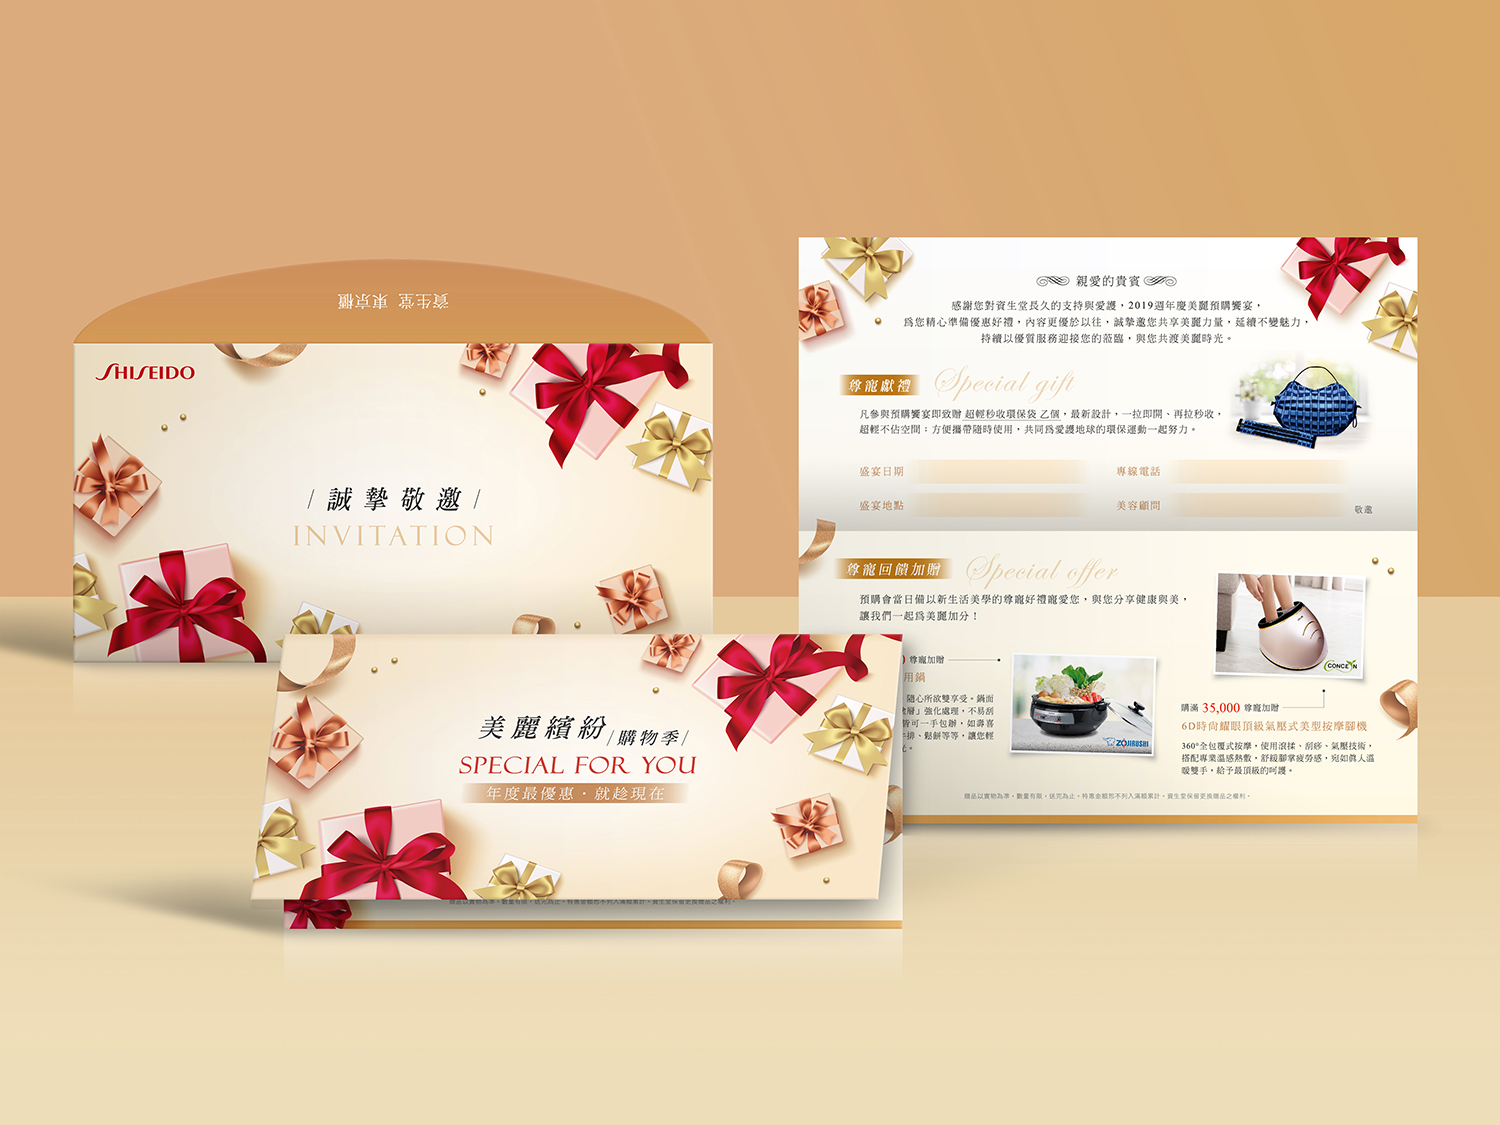 資生堂 東京櫃
SHISEIDO
/ 誠摯敬邀 /
INVITATION
美麗繽紛 / 購物季 /
SPECIAL FOR YOU
年度最優惠・就趁現在
贈品以實物為準，數量有限，送完為止。特惠金額恕不列入滿額累計，資生堂保留更換贈品之權利。
親愛的貴賓
感謝您對資生堂長久的支持與愛護，2019週年慶美麗預購饗宴，
為您精心準備優惠好禮，內容更優於以往，誠摯邀您共享美麗力量，延續不變魅力，
持續以優質服務迎接您的蒞臨，與您共渡美麗時光。
尊寵獻禮 Special gift
凡參與預購饗宴即致贈 超輕秒收環保袋 乙個，最新設計，一拉即開、再拉秒收，
超輕不佔空間；方便攜帶隨時使用，共同為愛護地球的環保運動一起努力。
盛宴日期 專線電話
盛宴地點 美容顧問 敬邀
尊寵回饋加贈 Special offer
預購會當日備以新生活美學的尊寵好禮寵愛您，與您分享健康與美，
讓我們一起為美麗加分！
CONCERN
尊寵加贈
用鍋
隨心所欲雙享受。鍋面
層」強化處理，不易刮
皆可一手包辦，如壽喜
排、鬆餅等等，讓您輕
ZOJIRUSHI
購滿 35,000 尊寵加贈
6D時尚耀眼頂級氣壓式美型按摩腳機
360°全包覆式按摩，使用滾揉、刮痧、氣壓技術，
搭配專業溫感熱敷，舒緩腳掌疲勞感，宛如真人溫
暖雙手，給予最頂級的呵護。
贈品以實物為準，數量有限，送完為止。特惠金額恕不列入滿額累計，資生堂保留更換贈品之權利。